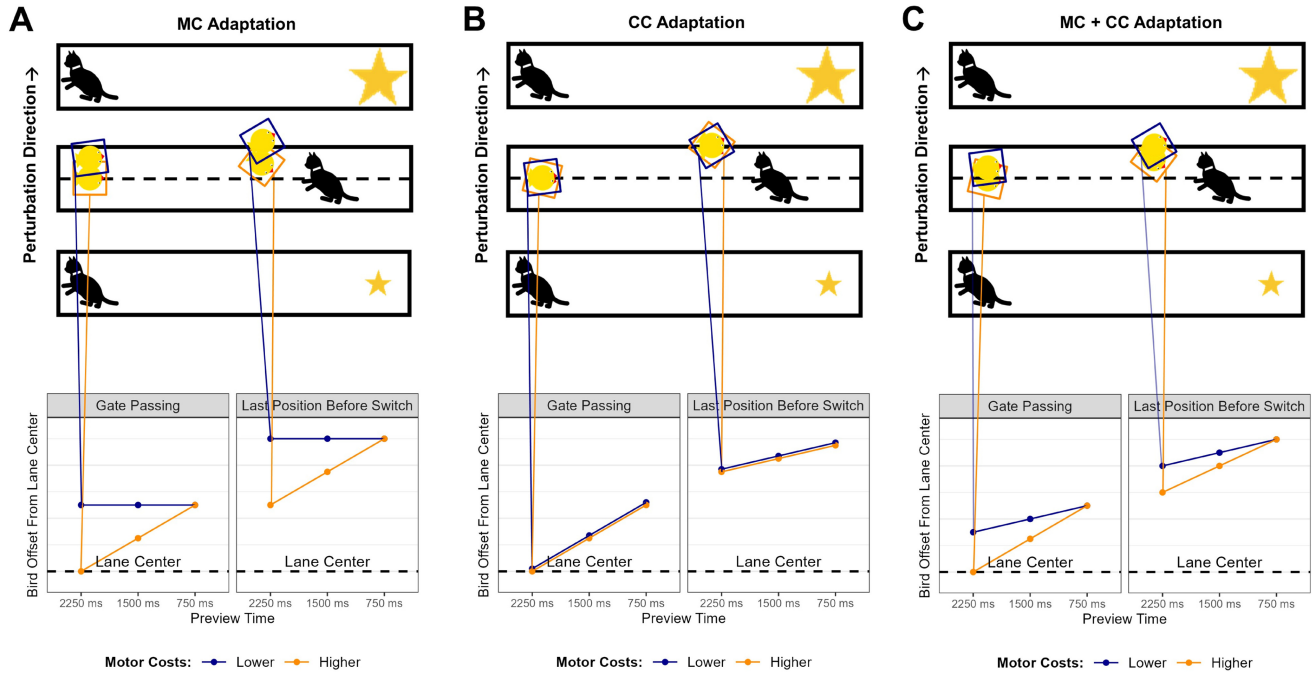 A
MC Adaptation
Perturbation Direction →
Gate Passing
Last Position Before Switch
Bird Offset From Lane Center
Lane Center
Lane Center
2250 ms
1500 ms
750 ms
2250 ms
1500 ms
750 ms
Preview Time
Motor Costs: Lower Higher
B
CC Adaptation
Perturbation Direction →
Gate Passing
Last Position Before Switch
Bird Offset From Lane Center
Lane Center
Lane Center
2250 ms
1500 ms
750 ms
2250 ms
1500 ms
750 ms
Preview Time
Motor Costs: Lower Higher
C
MC + CC Adaptation
Perturbation Direction →
Gate Passing
Last Position Before Switch
Bird Offset From Lane Center
Lane Center
Lane Center
2250 ms
1500 ms
750 ms
2250 ms
1500 ms
750 ms
Preview Time
Motor Costs: Lower Higher